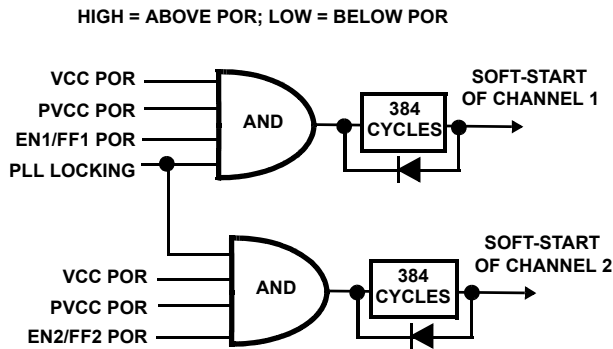 HIGH = ABOVE POR; LOW = BELOW POR
VCC POR
PVCC POR
EN1/FF1 POR
PLL LOCKING
AND
384
CYCLES
SOFT-START
OF CHANNEL 1
VCC POR
PVCC POR
EN2/FF2 POR
AND
384
CYCLES
SOFT-START
OF CHANNEL 2